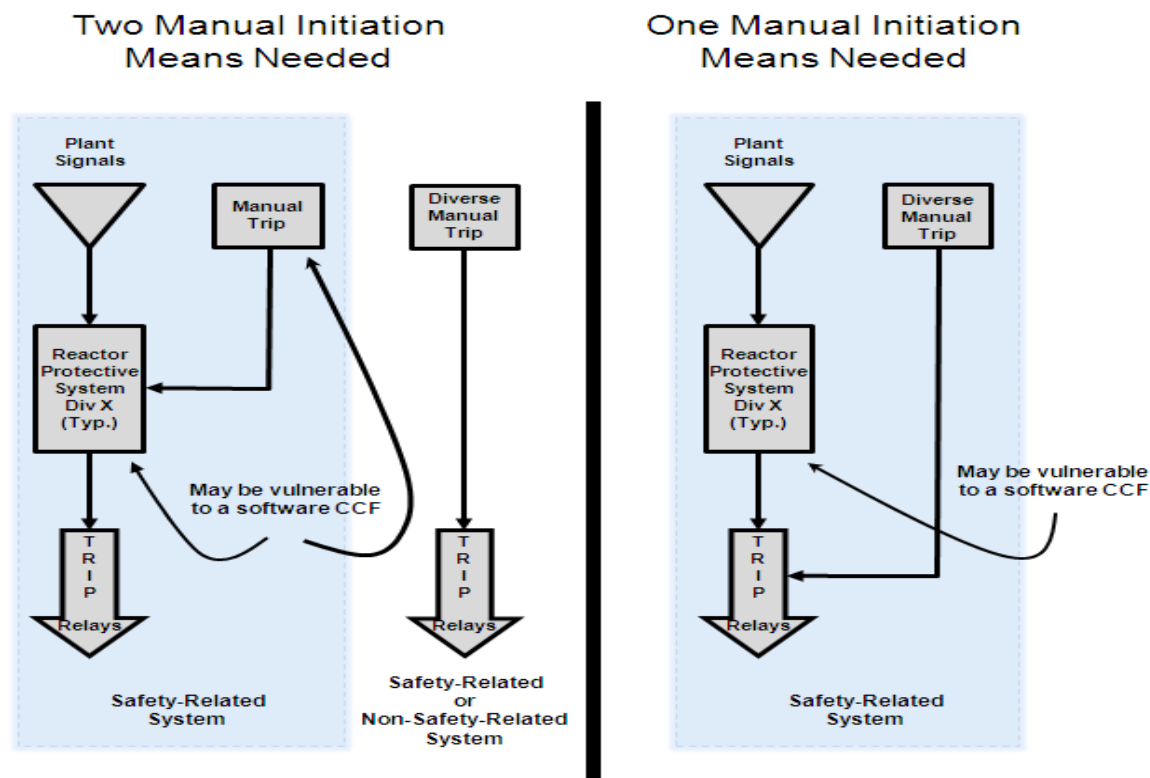 Two Manual Initiation
Means Needed
Plant
Signals
Manual
Trip
Diverse
Manual
Trip
Reactor
Protective
System
Div X
(Typ.)
May be vulnerable
to a software CCF
T
R
I
P
Relays
T
R
I
P
Relays
Safety-Related
System
Safety-Related
or
Non-Safety-Related
System
One Manual Initiation
Means Needed
Plant
Signals
Diverse
Manual
Trip
Reactor
Protective
System
Div X
(Typ.)
May be vulnerable
to a software CCF
T
R
I
P
Relays
Safety-Related
System